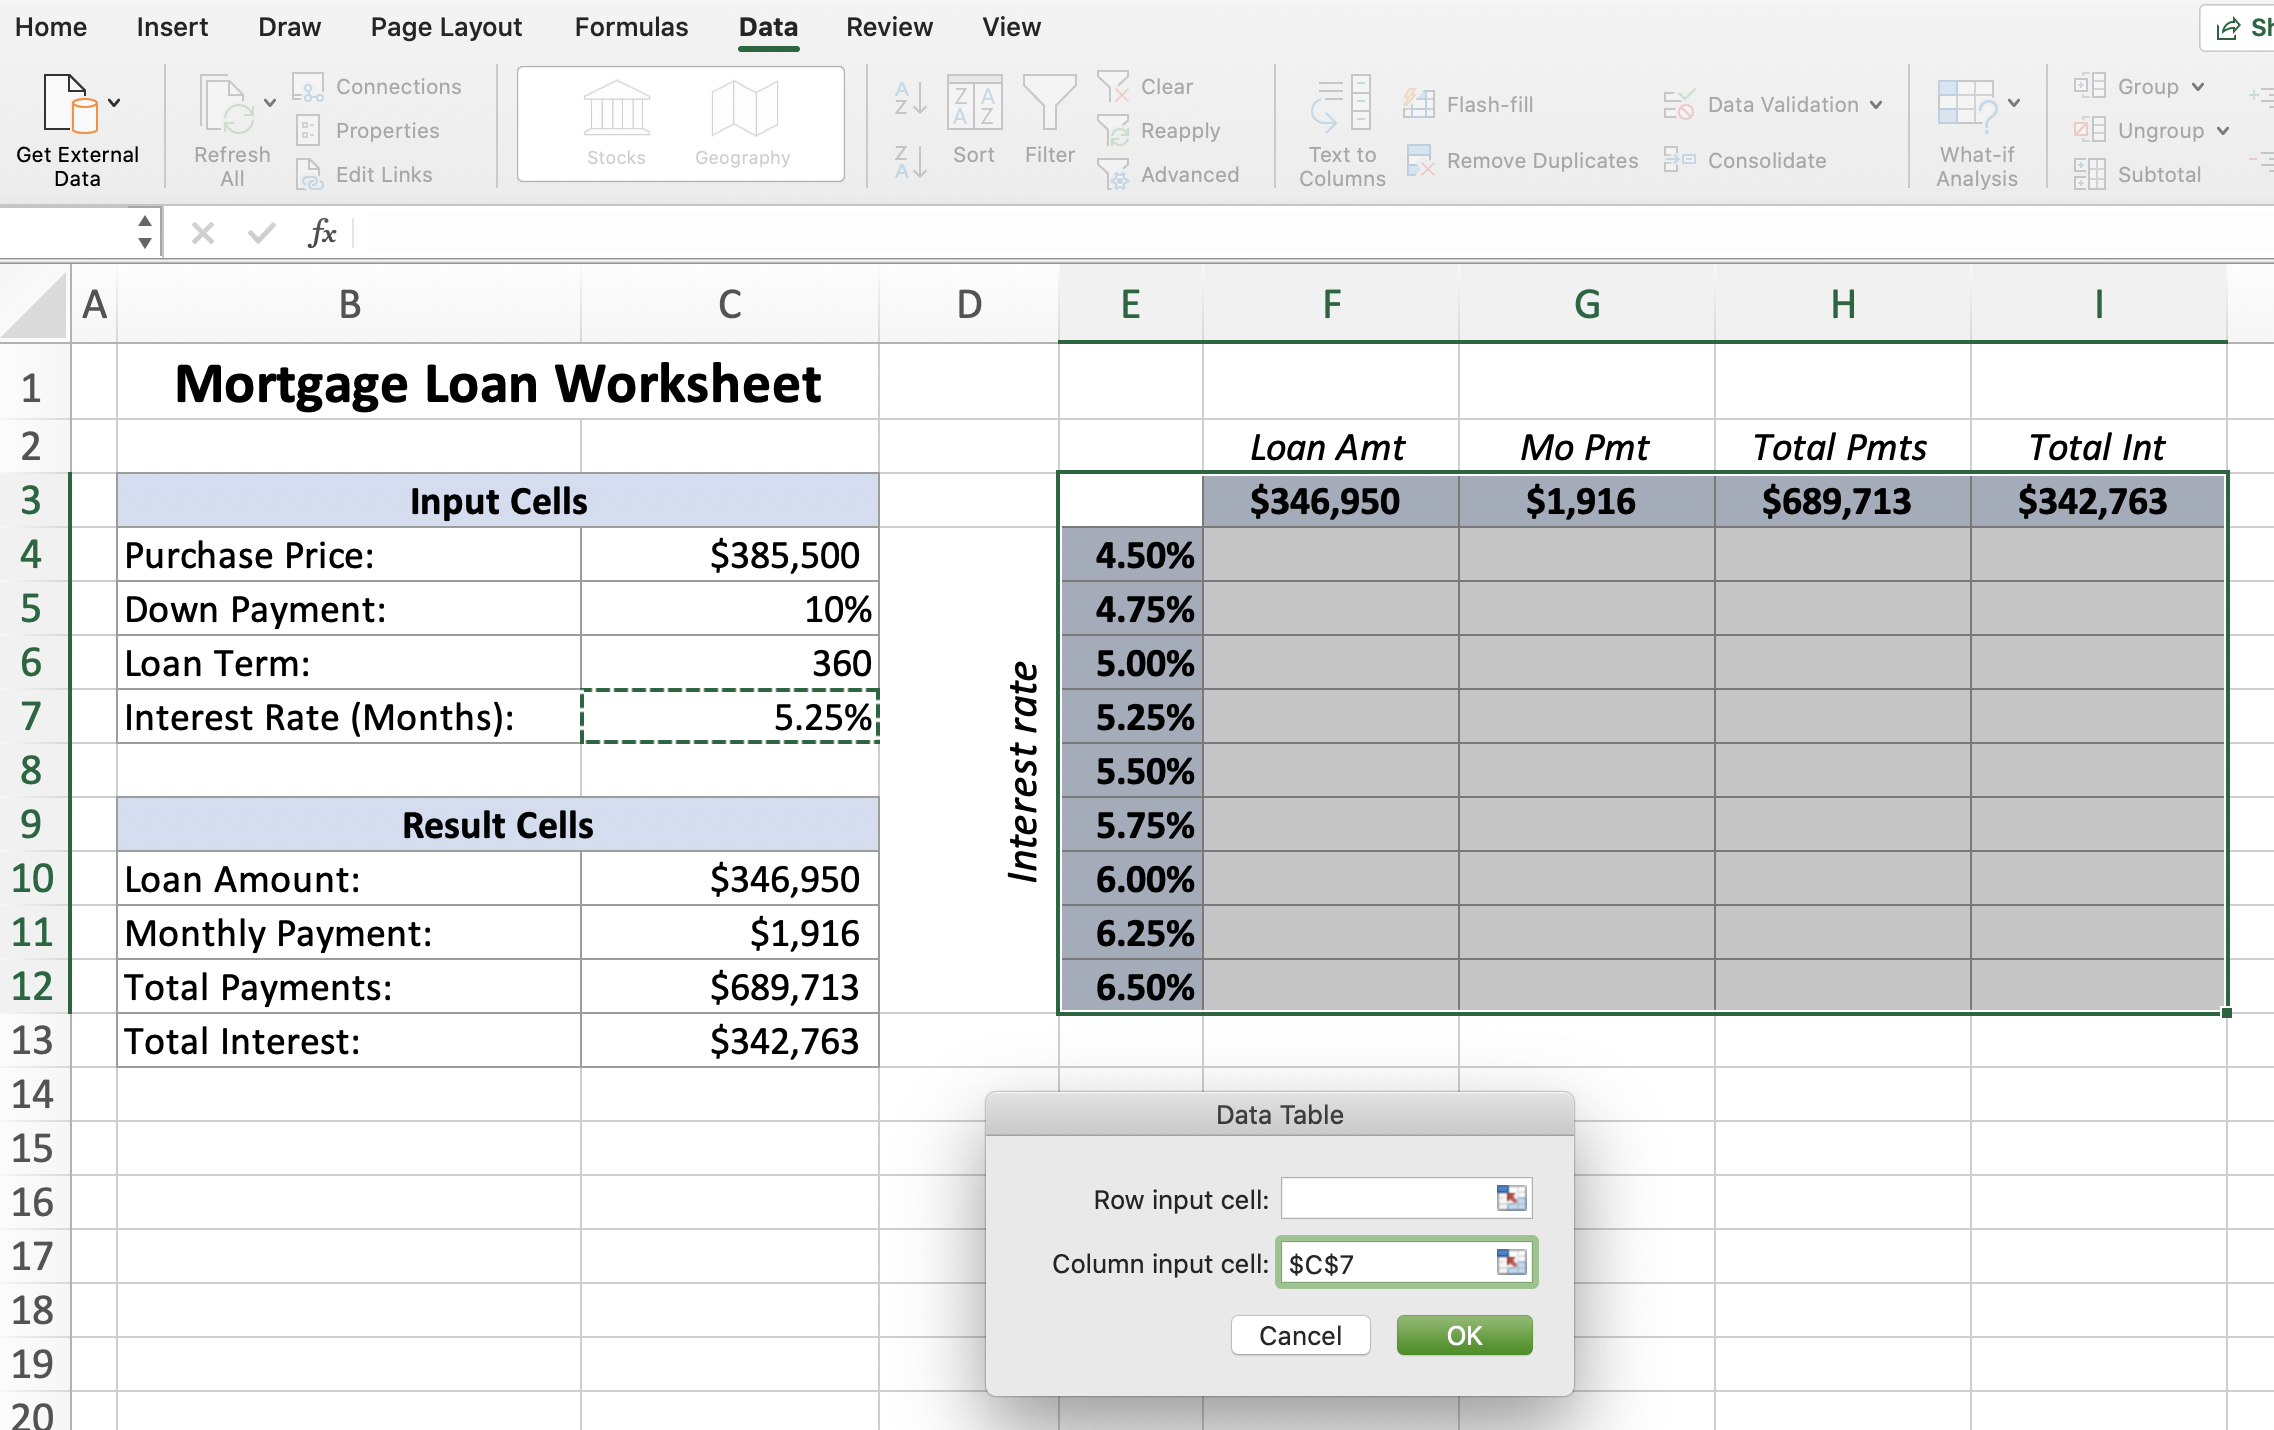 Home Insert Draw Page Layout Formulas Data Review View
Get External Data
Refresh All
Connections
Properties
Edit Links
Stocks
Geography
A Z
Z A
Z A A Z
Sort
Filter
Clear
Reapply
Advanced
Text to Columns
Flash-fill
Remove Duplicates
Data Validation
Consolidate
What-if Analysis
Group
Ungroup
Subtotal
fx
A B C D E F G H I
1 Mortgage Loan Worksheet
2 Loan Amt Mo Pmt Total Pmts Total Int
3 Input Cells $346,950 $1,916 $689,713 $342,763
4 Purchase Price: $385,500 4.50%
5 Down Payment: 10% 4.75%
6 Loan Term: 360 5.00%
7 Interest Rate (Months): 5.25% 5.25%
8 5.50%
9 Result Cells 5.75%
10 Loan Amount: $346,950 6.00%
11 Monthly Payment: $1,916 6.25%
12 Total Payments: $689,713 6.50%
13 Total Interest: $342,763
Interest rate
14
15
16
17
18
19
20
Data Table
Row input cell:
Column input cell: $C$7
Cancel OK